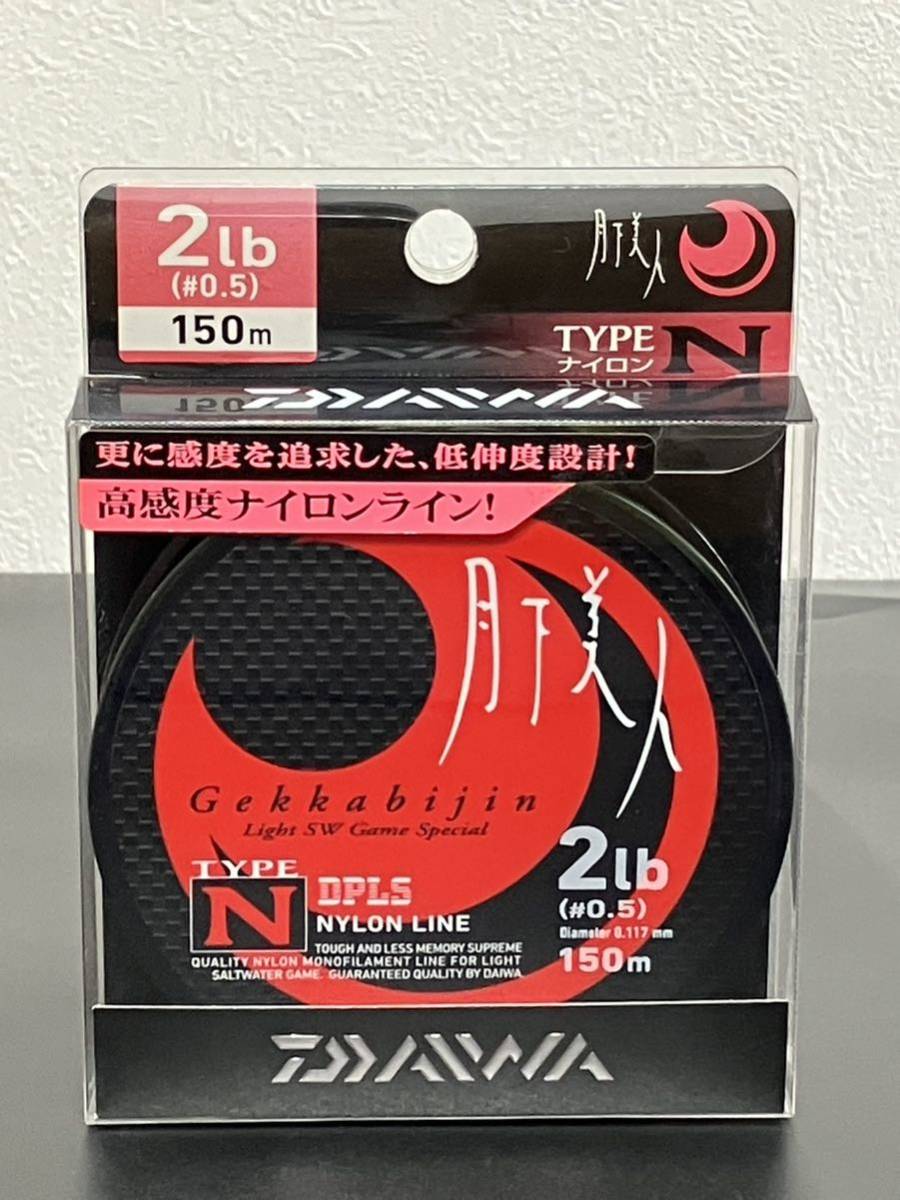 2lb
(#0.5)
150m
月下美人
TYPE N
ナイロン
DAIWA
更に感度を追求した、低伸度設計!
高感度ナイロンライン!
月下美人
Gekkabijin
Light SW Game Special
TYPE
N
DPLS
NYLON LINE
TOUGH AND LESS MEMORY SUPREME
QUALITY NYLON MONOFILAMENT LINE FOR LIGHT
SALTWATER GAME. GUARANTEED QUALITY BY DAIWA.
2lb
(#0.5)
Diameter 0.117 mm
150m
DAIWA